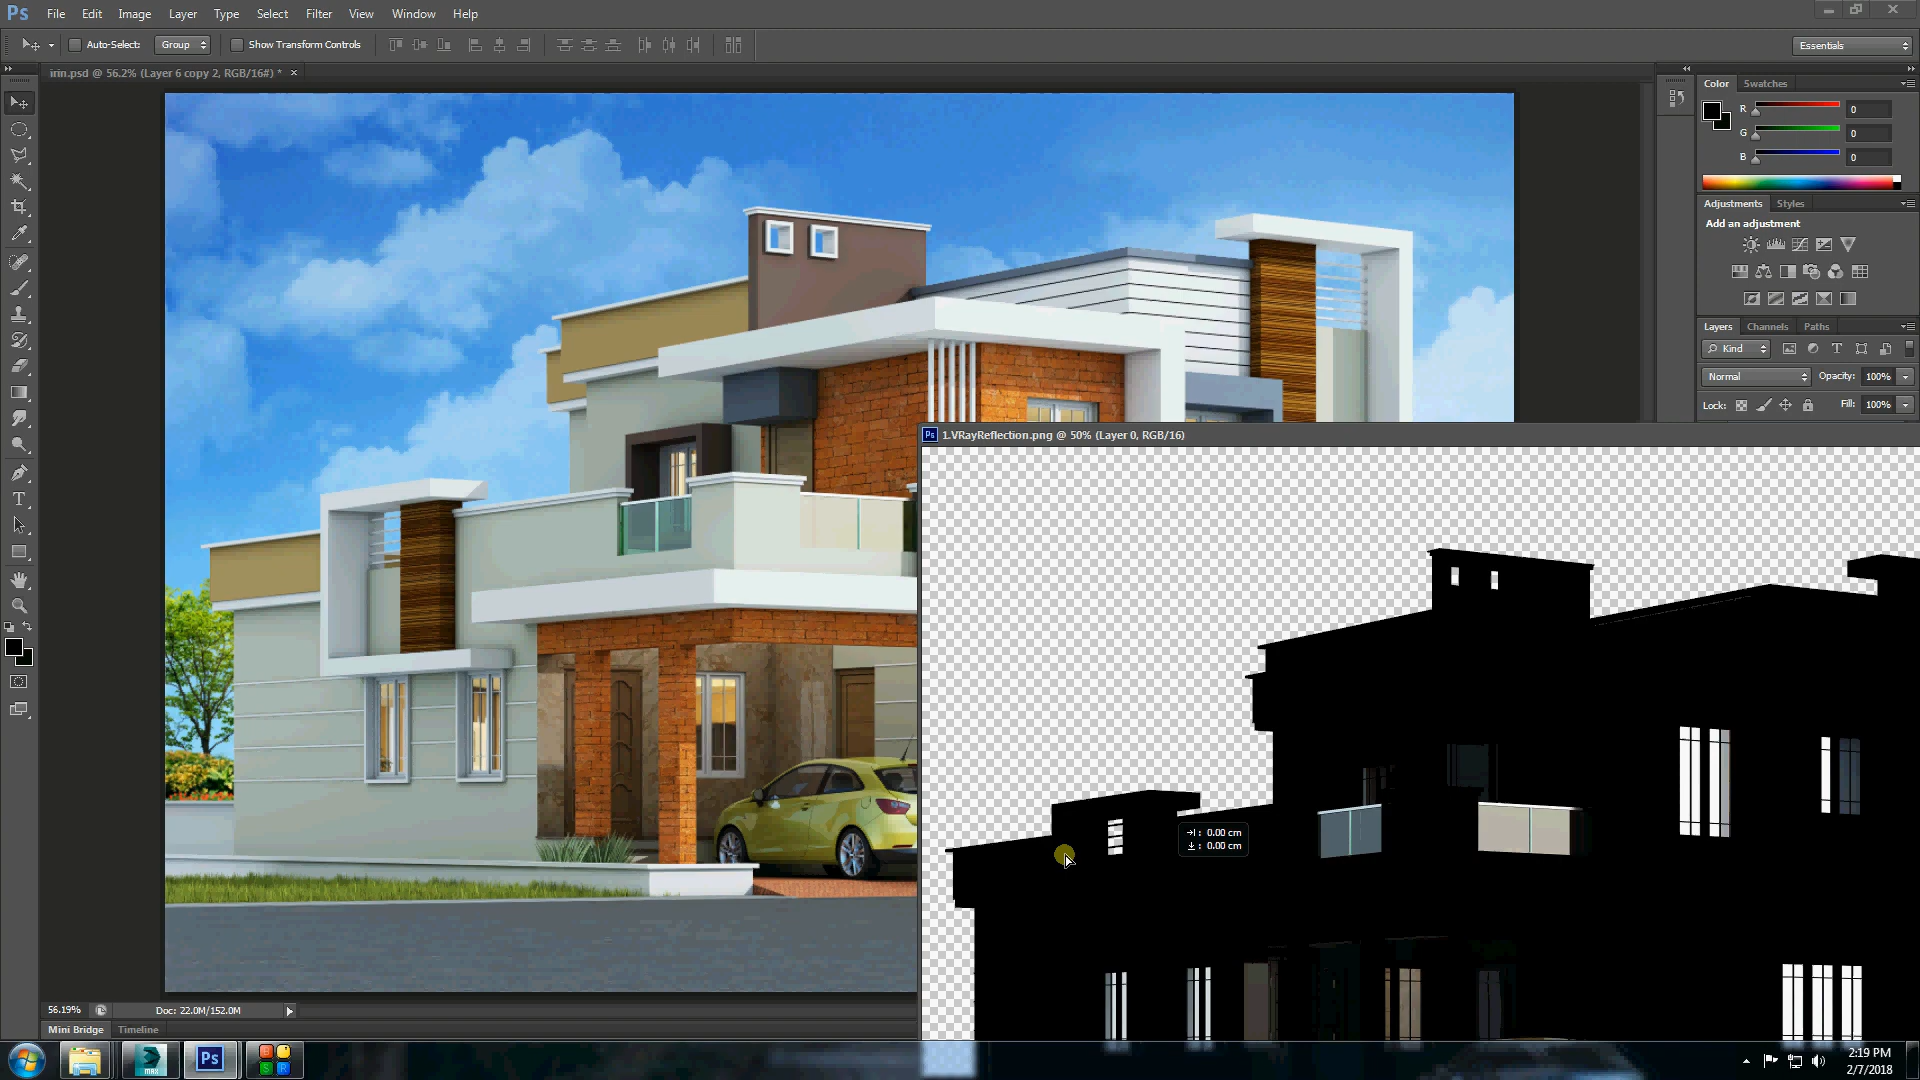 Ps File Edit Image Layer Type Select Filter View Window Help
Auto-Select: Group Show Transform Controls Essentials
irin.psd @ 56.2% (Layer 6 copy 2, RGB/16#) * ×
Color Swatches
R 0
G 0
B 0
Adjustments Styles
Add an adjustment
Layers Channels Paths
Kind
Normal Opacity: 100%
Lock: Fill: 100%
Ps 1.VRayReflection.png @ 50% (Layer 0, RGB/16)
: 0.00 cm
: 0.00 cm
56.19% Doc: 22.0M/152.0M
Mini Bridge Timeline
MAX Ps B S R
2:19 PM
2/7/2018